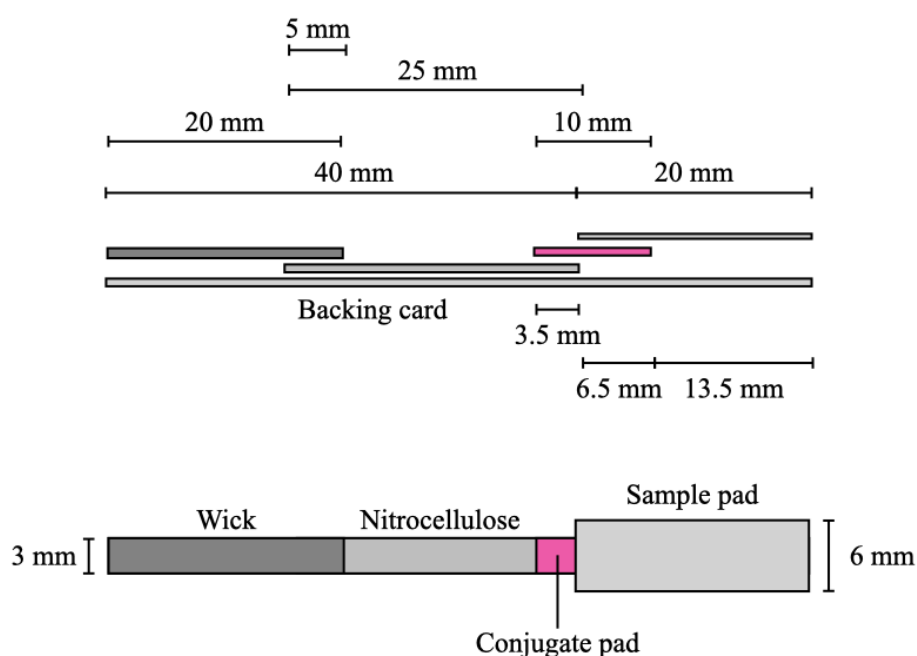 5 mm
25 mm
20 mm
10 mm
40 mm
20 mm
Backing card
3.5 mm
6.5 mm
13.5 mm
Sample pad
Wick
Nitrocellulose
3 mm
6 mm
Conjugate pad